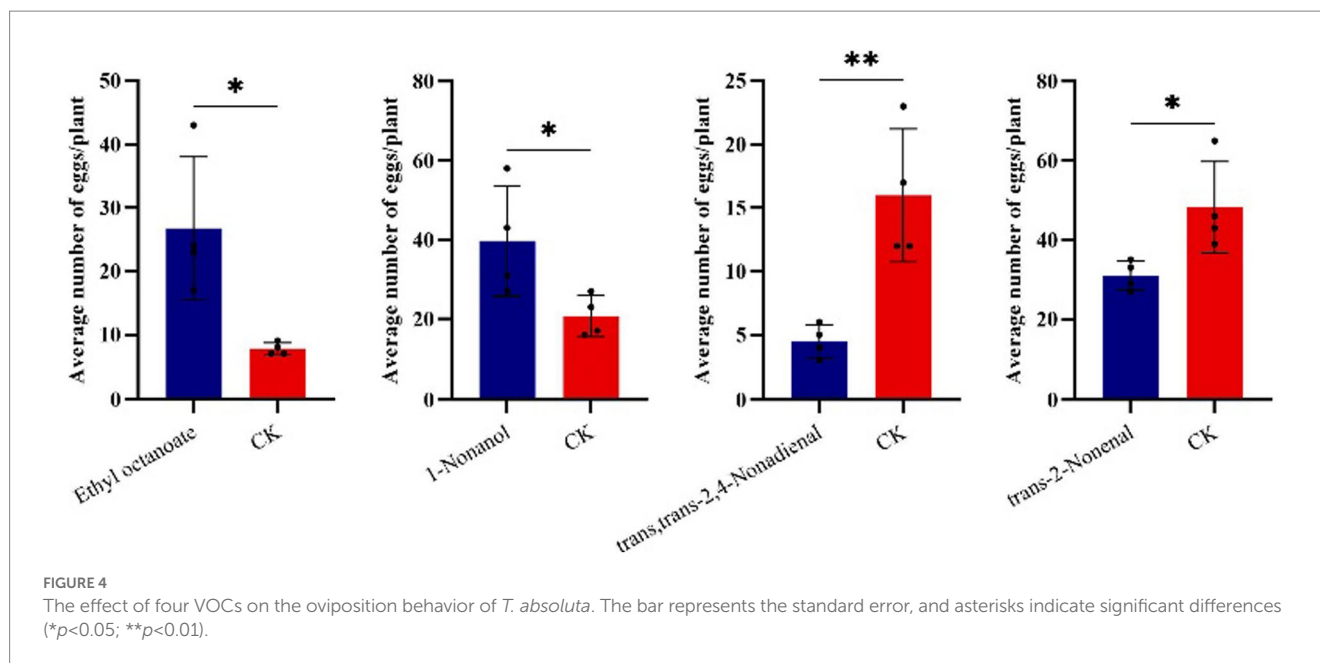 Average number of eggs/plant
50
40
30
20
10
0
*
Ethyl octanoate
CK
Average number of eggs/plant
80
60
40
20
0
*
1-Nonanol
CK
Average number of eggs/plant
25
20
15
10
5
0
**
trans,trans-2,4-Nonadienal
CK
Average number of eggs/plant
80
60
40
20
0
*
trans-2-Nonenal
CK
FIGURE 4
The effect of four VOCs on the oviposition behavior of T. absoluta. The bar represents the standard error, and asterisks indicate significant differences
(*p<0.05; **p<0.01).